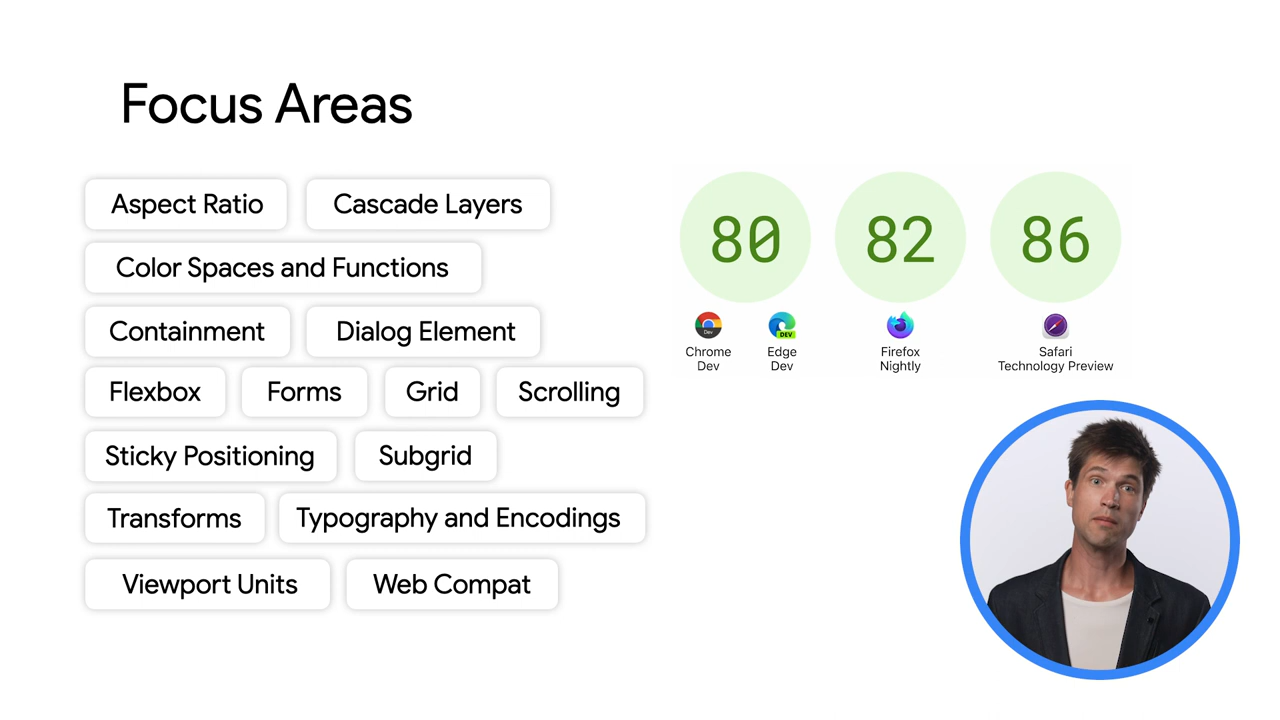 Focus Areas
Aspect Ratio
Cascade Layers
Color Spaces and Functions
Containment
Dialog Element
Flexbox
Forms
Grid
Scrolling
Sticky Positioning
Subgrid
Transforms
Typography and Encodings
Viewport Units
Web Compat
80
82
86
Dev
DEV
Chrome
Dev
Edge
Dev
Firefox
Nightly
Safari
Technology Preview